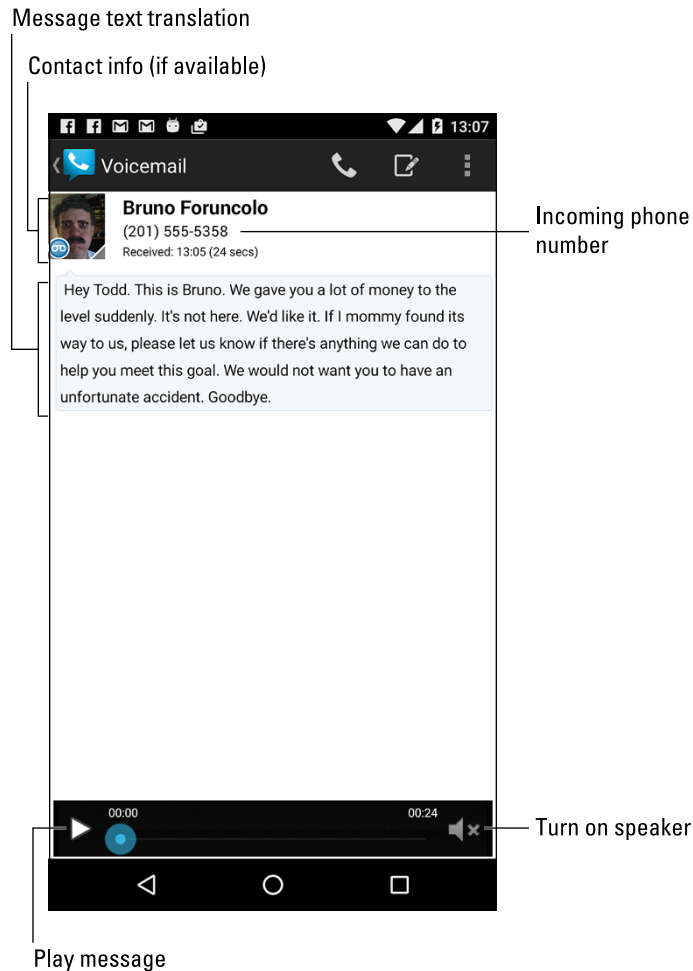 Message text translation
Contact info (if available)
13:07
Voicemail
Bruno Foruncolo
(201) 555-5358
Received: 13:05 (24 secs)
Incoming phone
number
Hey Todd. This is Bruno. We gave you a lot of money to the
level suddenly. It's not here. We'd like it. If I mommy found its
way to us, please let us know if there's anything we can do to
help you meet this goal. We would not want you to have an
unfortunate accident. Goodbye.
00:00
00:24
Turn on speaker
Play message